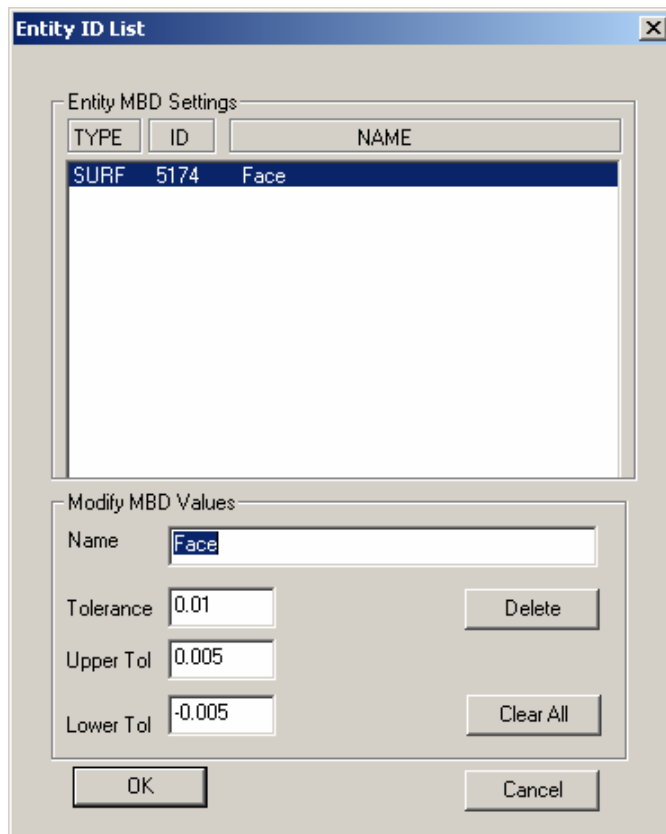 Entity ID List
Entity MBD Settings
TYPE ID NAME
SURF 5174 Face
Modify MBD Values
Name Face
Tolerance 0.01 Delete
Upper Tol 0.005
Lower Tol -0.005 Clear All
OK Cancel